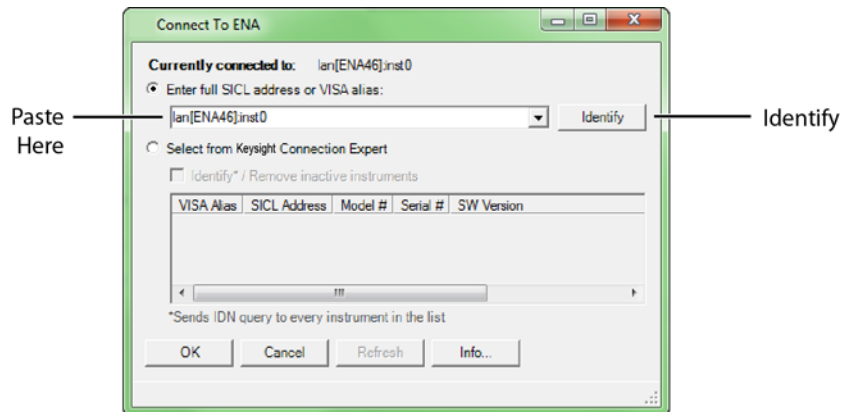 Connect To ENA
Currently connected to: lan[ENA46]:inst0
Enter full SICL address or VISA alias:
Paste Here
lan[ENA46]:inst0
Identify
Identify
Select from Keysight Connection Expert
Identify* / Remove inactive instruments
VISA Alias SICL Address Model # Serial # SW Version
*Sends IDN query to every instrument in the list
OK Cancel Refresh Info...